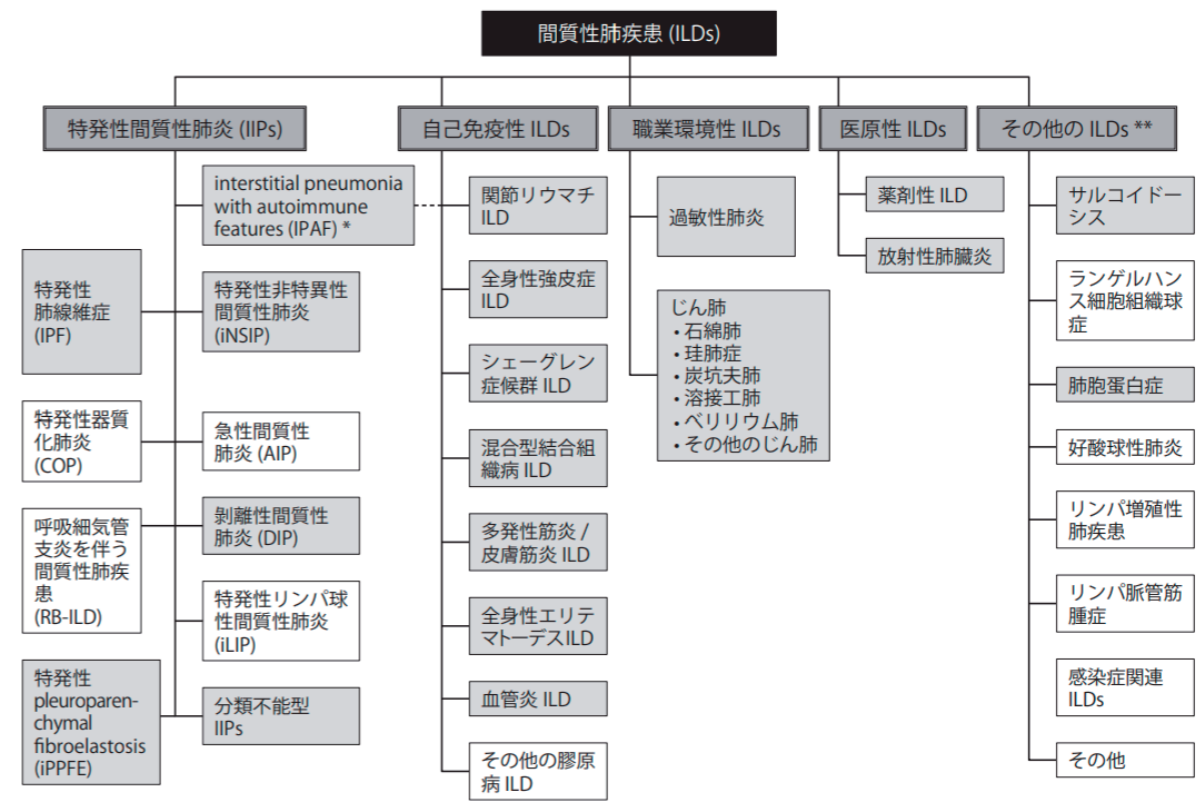 間質性肺疾患 (ILDs)
特発性間質性肺炎 (IIPs)
interstitial pneumonia
with autoimmune
features (IPAF) *
特発性
肺線維症
(IPF)
特発性非特異性
間質性肺炎
(iNSIP)
特発性器質
化肺炎
(COP)
急性間質性
肺炎 (AIP)
呼吸細気管
支炎を伴う
間質性肺疾
患
(RB-ILD)
剝離性間質性
肺炎 (DIP)
特発性リンパ球
性間質性肺炎
(iLIP)
特発性
pleuroparen-
chymal
fibroelastosis
(iPPFE)
分類不能型
IIPs
自己免疫性 ILDs
関節リウマチ
ILD
全身性強皮症
ILD
シェーグレン
症候群 ILD
混合型結合組
織病 ILD
多発性筋炎 /
皮膚筋炎 ILD
全身性エリテ
マトーデスILD
血管炎 ILD
その他の膠原
病 ILD
職業環境性 ILDs
過敏性肺炎
じん肺
・石綿肺
・珪肺症
・炭坑夫肺
・溶接工肺
・ベリリウム肺
・その他のじん肺
医原性 ILDs
薬剤性 ILD
放射性肺臓炎
その他の ILDs **
サルコイドー
シス
ランゲルハン
ス細胞組織球
症
肺胞蛋白症
好酸球性肺炎
リンパ増殖性
肺疾患
リンパ脈管筋
腫症
感染症関連
ILDs
その他